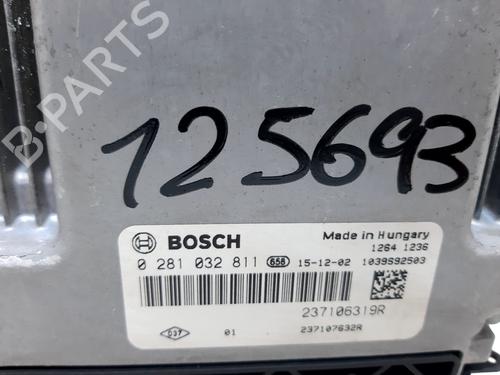 B-PARTS
125693
BOSCH
Made in Hungary
1264 1236
0 281 032 811 658 15-12-02 1039S92503
237106319R
D37 01 237107632R